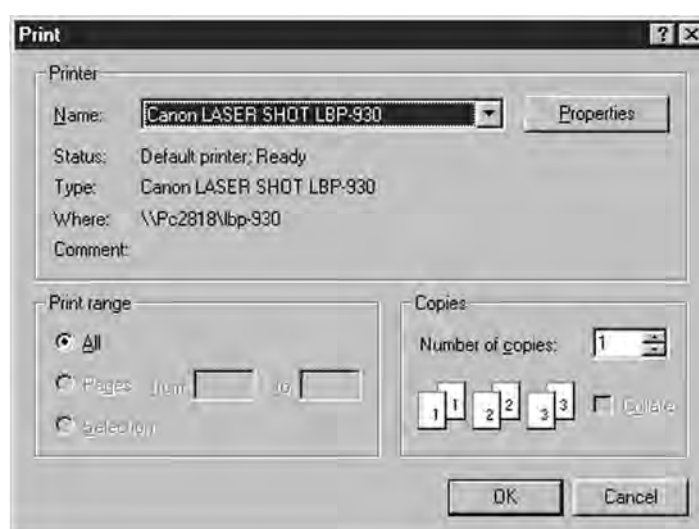 Print
Printer
Name: Canon LASER SHOT LBP-930 Properties
Status: Default printer; Ready
Type: Canon LASER SHOT LBP-930
Where: \\Pc2818\lbp-930
Comment:
Print range
All
Pages from to
Selection
Copies
Number of copies: 1
1 1 2 2 3 3 Collate
OK Cancel